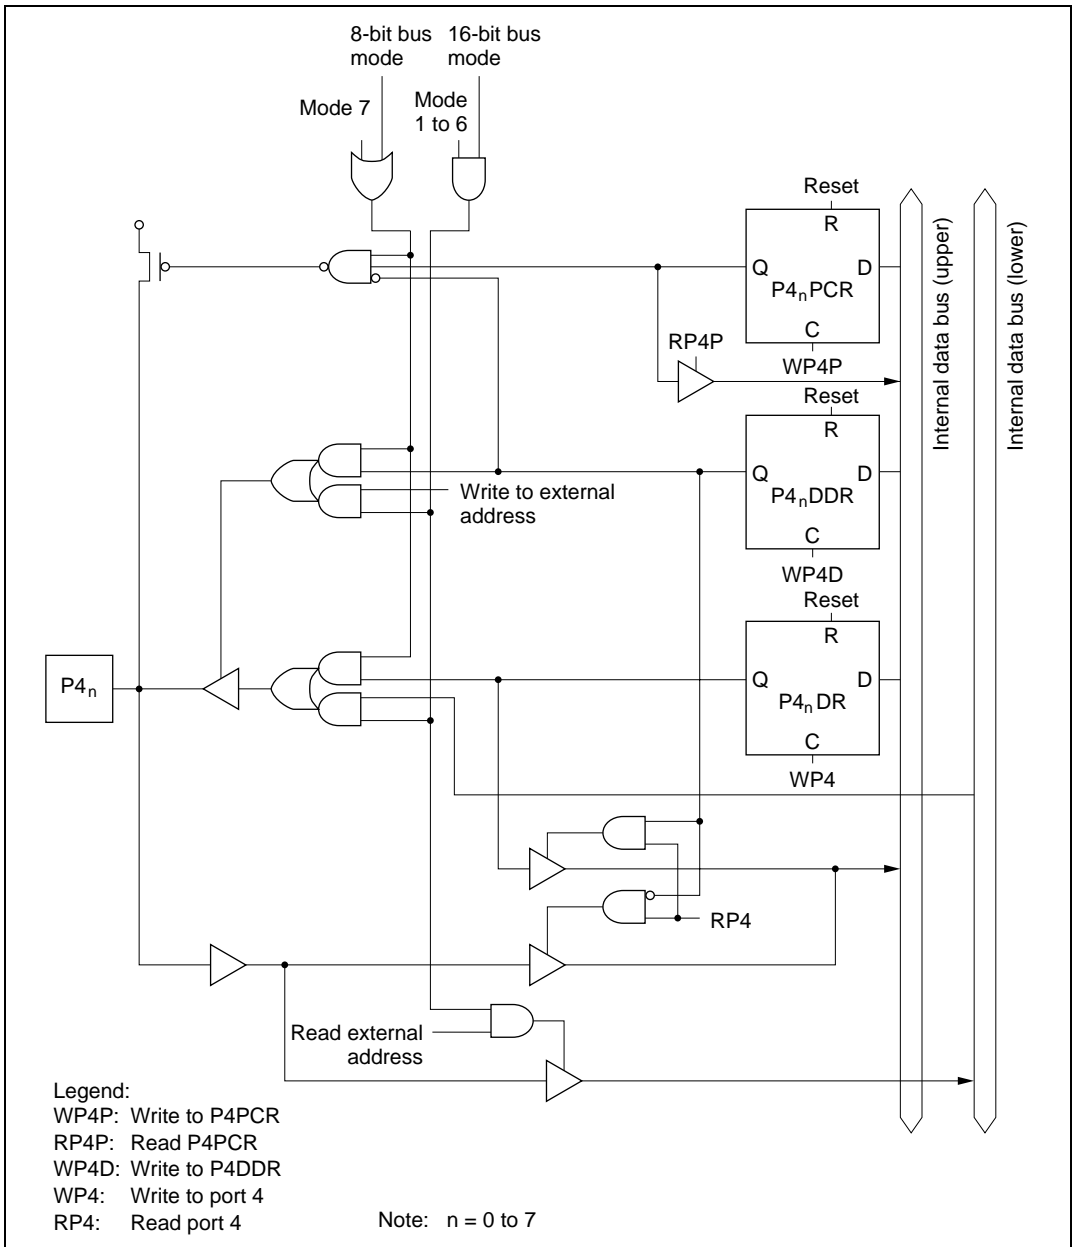 8-bit bus
mode
16-bit bus
mode
Mode 7
Mode
1 to 6
Reset
R
Q
D
P4nPCR
C
WP4P
RP4P
Internal data bus (upper)
Internal data bus (lower)
Reset
R
Q
D
P4nDDR
C
WP4D
Write to external
address
Reset
R
Q
D
P4nDR
C
WP4
P4n
RP4
Read external
address
Legend:
WP4P: Write to P4PCR
RP4P: Read P4PCR
WP4D: Write to P4DDR
WP4: Write to port 4
RP4: Read port 4
Note: n = 0 to 7